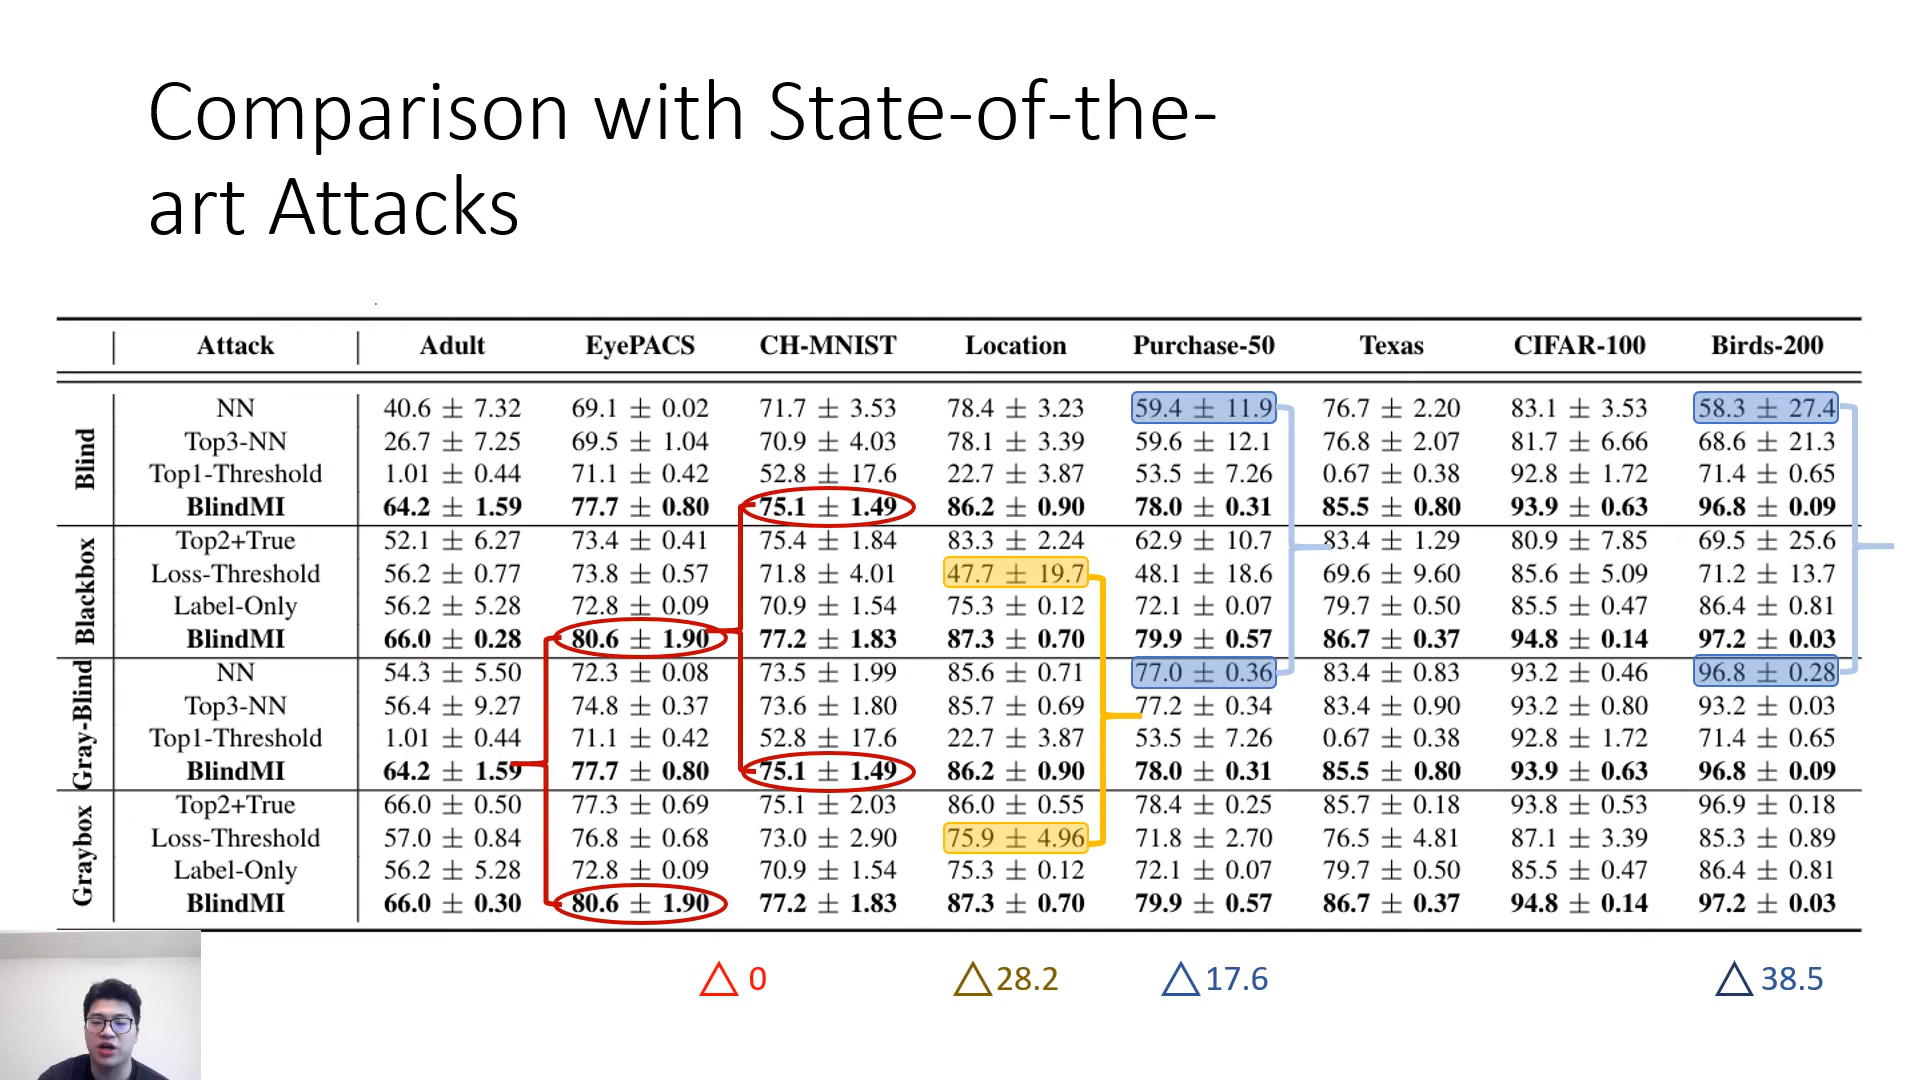 Comparison with State-of-the-
art Attacks
Attack Adult EyePACS CH-MNIST Location Purchase-50 Texas CIFAR-100 Birds-200
Blind
NN 40.6 ± 7.32 69.1 ± 0.02 71.7 ± 3.53 78.4 ± 3.23 59.4 ± 11.9 76.7 ± 2.20 83.1 ± 3.53 58.3 ± 27.4
Top3-NN 26.7 ± 7.25 69.5 ± 1.04 70.9 ± 4.03 78.1 ± 3.39 59.6 ± 12.1 76.8 ± 2.07 81.7 ± 6.66 68.6 ± 21.3
Top1-Threshold 1.01 ± 0.44 71.1 ± 0.42 52.8 ± 17.6 22.7 ± 3.87 53.5 ± 7.26 0.67 ± 0.38 92.8 ± 1.72 71.4 ± 0.65
BlindMI 64.2 ± 1.59 77.7 ± 0.80 75.1 ± 1.49 86.2 ± 0.90 78.0 ± 0.31 85.5 ± 0.80 93.9 ± 0.63 96.8 ± 0.09
Blackbox
Top2+True 52.1 ± 6.27 73.4 ± 0.41 75.4 ± 1.84 83.3 ± 2.24 62.9 ± 10.7 83.4 ± 1.29 80.9 ± 7.85 69.5 ± 25.6
Loss-Threshold 56.2 ± 0.77 73.8 ± 0.57 71.8 ± 4.01 47.7 ± 19.7 48.1 ± 18.6 69.6 ± 9.60 85.6 ± 5.09 71.2 ± 13.7
Label-Only 56.2 ± 5.28 72.8 ± 0.09 70.9 ± 1.54 75.3 ± 0.12 72.1 ± 0.07 79.7 ± 0.50 85.5 ± 0.47 86.4 ± 0.81
BlindMI 66.0 ± 0.28 80.6 ± 1.90 77.2 ± 1.83 87.3 ± 0.70 79.9 ± 0.57 86.7 ± 0.37 94.8 ± 0.14 97.2 ± 0.03
Gray-Blind
NN 54.3 ± 5.50 72.3 ± 0.08 73.5 ± 1.99 85.6 ± 0.71 77.0 ± 0.36 83.4 ± 0.83 93.2 ± 0.46 96.8 ± 0.28
Top3-NN 56.4 ± 9.27 74.8 ± 0.37 73.6 ± 1.80 85.7 ± 0.69 77.2 ± 0.34 83.4 ± 0.90 93.2 ± 0.80 93.2 ± 0.03
Top1-Threshold 1.01 ± 0.44 71.1 ± 0.42 52.8 ± 17.6 22.7 ± 3.87 53.5 ± 7.26 0.67 ± 0.38 92.8 ± 1.72 71.4 ± 0.65
BlindMI 64.2 ± 1.59 77.7 ± 0.80 75.1 ± 1.49 86.2 ± 0.90 78.0 ± 0.31 85.5 ± 0.80 93.9 ± 0.63 96.8 ± 0.09
Graybox
Top2+True 66.0 ± 0.50 77.3 ± 0.69 75.1 ± 2.03 86.0 ± 0.55 78.4 ± 0.25 85.7 ± 0.18 93.8 ± 0.53 96.9 ± 0.18
Loss-Threshold 57.0 ± 0.84 76.8 ± 0.68 73.0 ± 2.90 75.9 ± 4.96 71.8 ± 2.70 76.5 ± 4.81 87.1 ± 3.39 85.3 ± 0.89
Label-Only 56.2 ± 5.28 72.8 ± 0.09 70.9 ± 1.54 75.3 ± 0.12 72.1 ± 0.07 79.7 ± 0.50 85.5 ± 0.47 86.4 ± 0.81
BlindMI 66.0 ± 0.30 80.6 ± 1.90 77.2 ± 1.83 87.3 ± 0.70 79.9 ± 0.57 86.7 ± 0.37 94.8 ± 0.14 97.2 ± 0.03
△ 0 △ 28.2 △ 17.6 △ 38.5